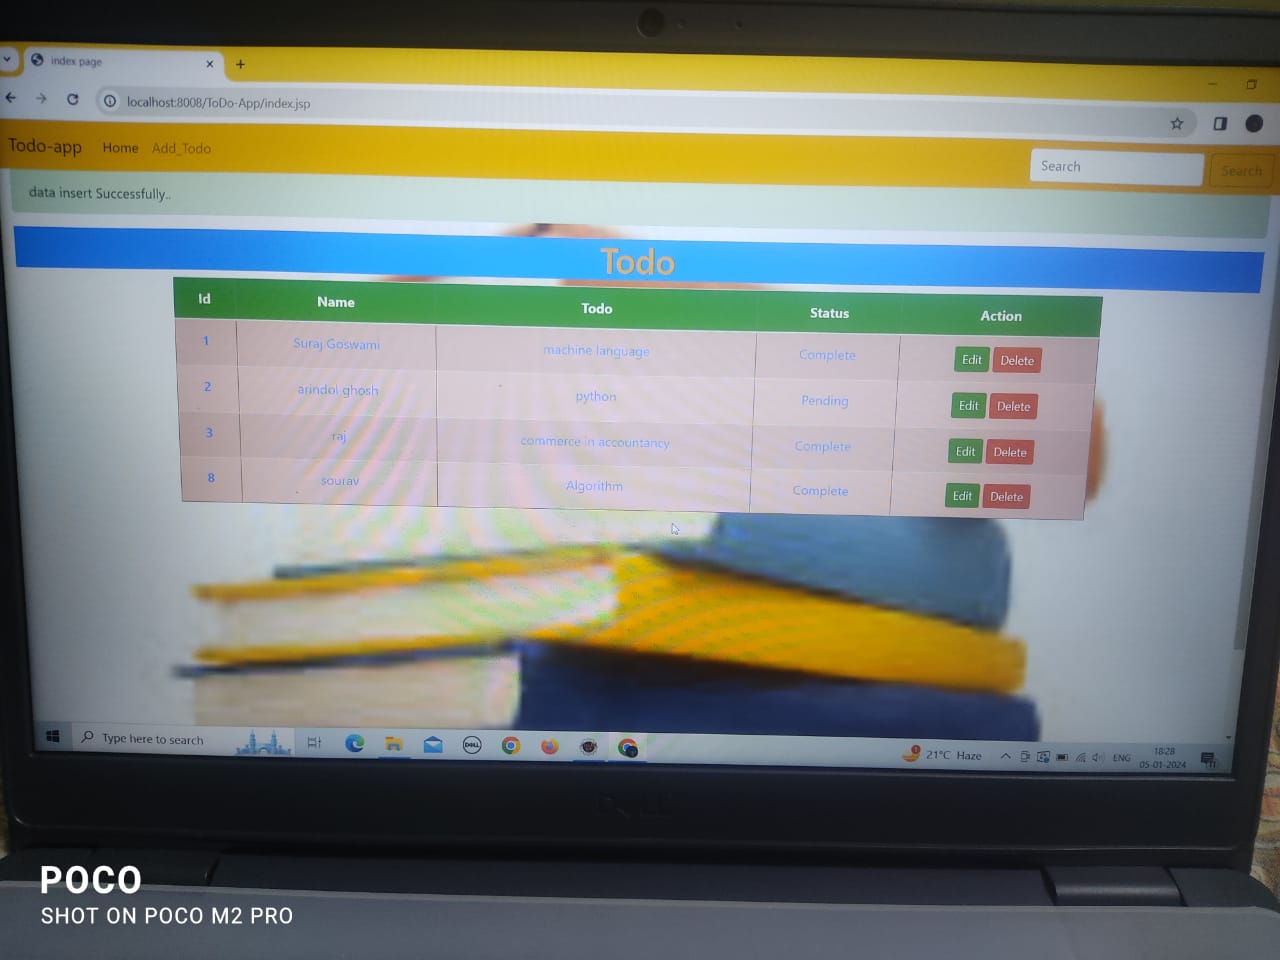 index page
localhost:8008/ToDo-App/index.jsp
Todo-app Home Add_Todo Search Search
data insert Successfully..
Todo
Id Name Todo Status Action
1 Suraj Goswami machine language Complete Edit Delete
2 arindol ghosh python Pending Edit Delete
3 raj commerce in accountancy Complete Edit Delete
8 sourav Algorithm Complete Edit Delete
Type here to search DELL 21°C Haze ENG 18:28
05-01-2024
DELL
POCO
SHOT ON POCO M2 PRO